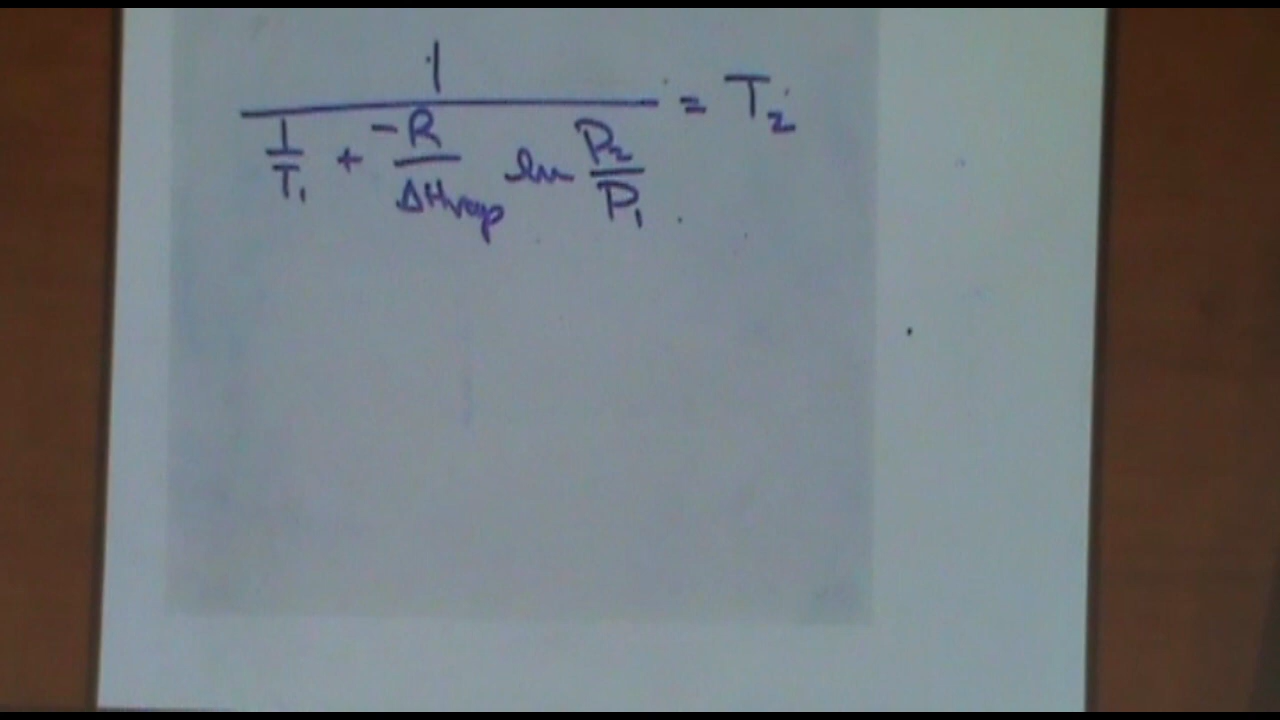 1
1/T₁ + -R/ΔHvap ln P₂/P₁ = T₂